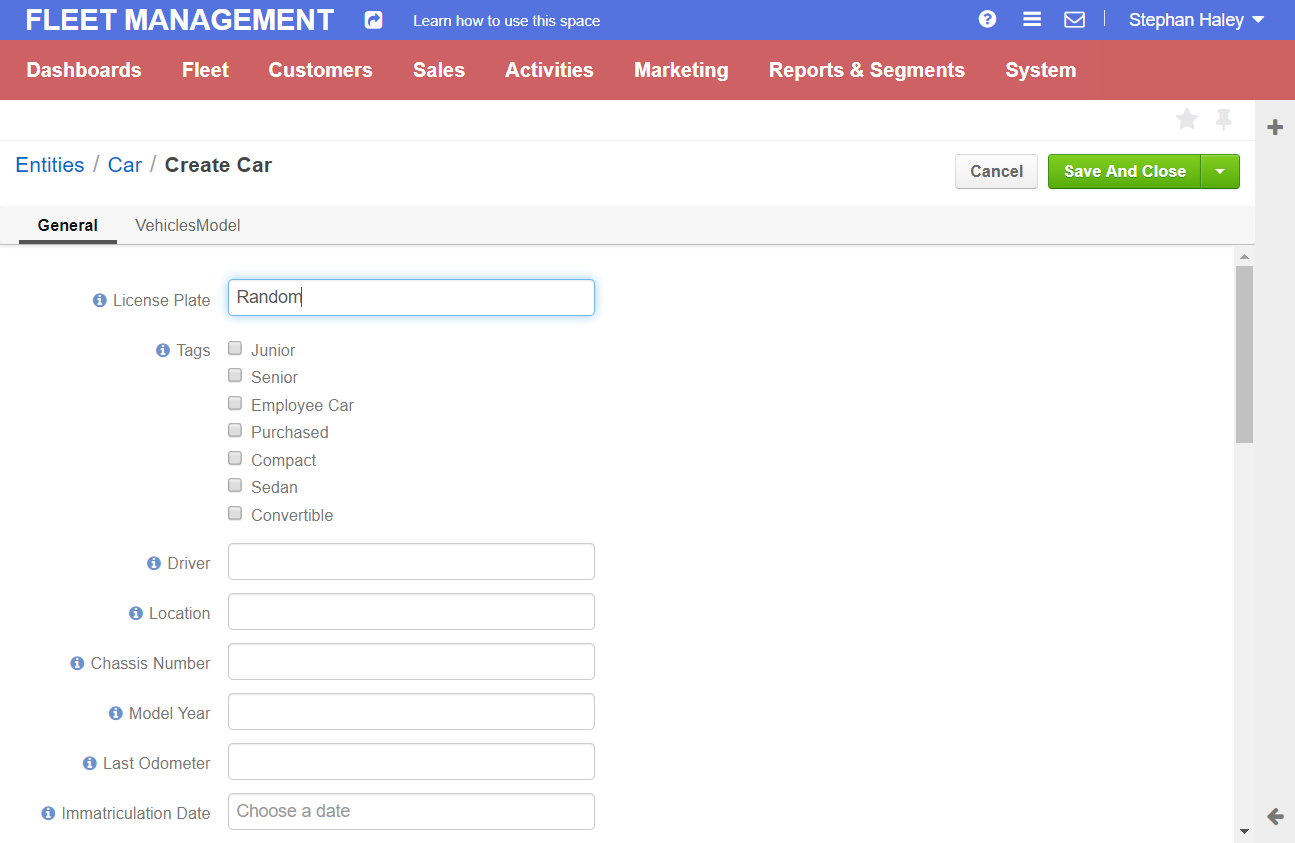 FLEET MANAGEMENT Learn how to use this space Stephan Haley
Dashboards Fleet Customers Sales Activities Marketing Reports & Segments System
Entities / Car / Create Car Cancel Save And Close
General VehiclesModel
License Plate Random
Tags Junior
Senior
Employee Car
Purchased
Compact
Sedan
Convertible
Driver
Location
Chassis Number
Model Year
Last Odometer
Immatriculation Date Choose a date